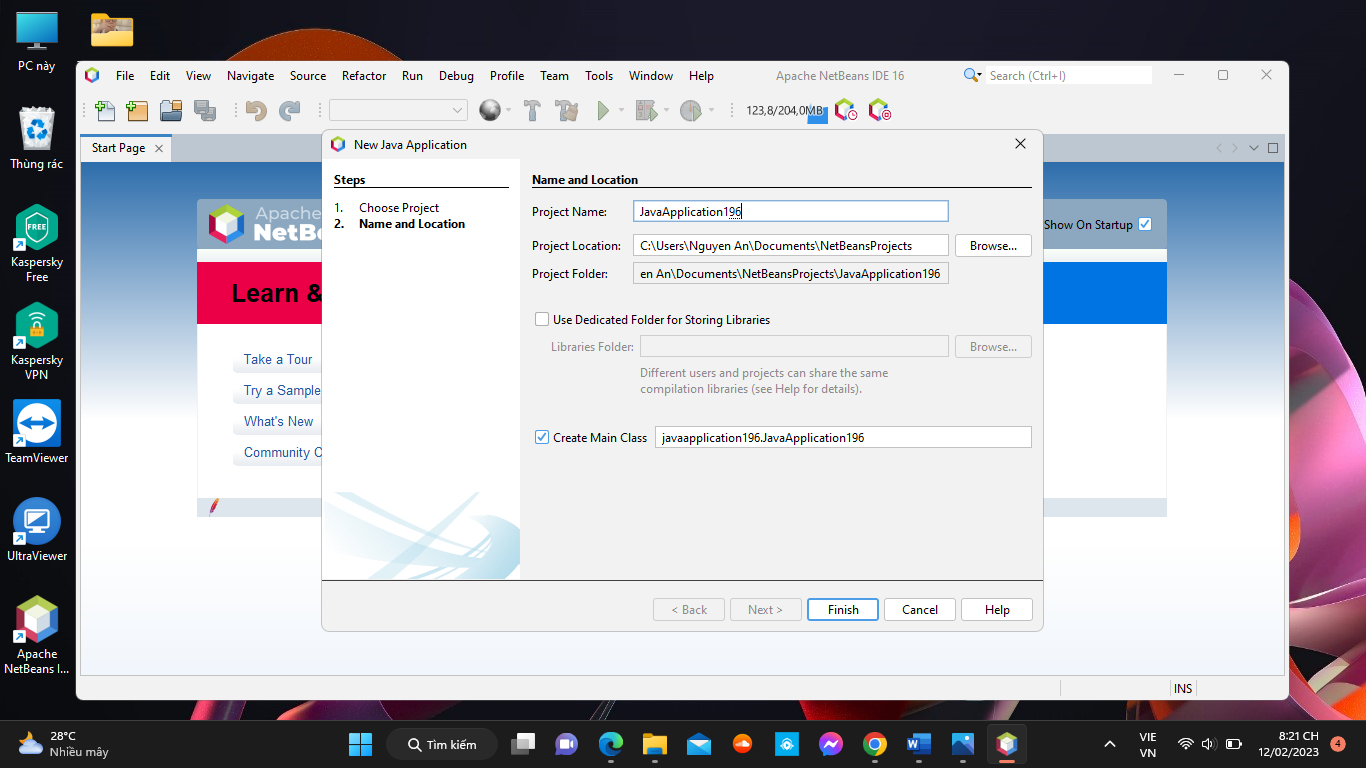 PC này
Thùng rác
Kaspersky
Free
Kaspersky
VPN
TeamViewer
UltraViewer
Apache
NetBeans I...
File Edit View Navigate Source Refactor Run Debug Profile Team Tools Window Help
Apache NetBeans IDE 16
Search (Ctrl+I)
123,8/204,0MB
Start Page
Apache
NetBe
Show On Startup
Learn &
Take a Tour
Try a Sample
What's New
Community C
New Java Application
Steps
1. Choose Project
2. Name and Location
Name and Location
Project Name: JavaApplication196
Project Location: C:\Users\Nguyen An\Documents\NetBeansProjects Browse...
Project Folder: en An\Documents\NetBeansProjects\JavaApplication196
Use Dedicated Folder for Storing Libraries
Libraries Folder: Browse...
Different users and projects can share the same
compilation libraries (see Help for details).
Create Main Class javaapplication196.JavaApplication196
< Back Next > Finish Cancel Help
INS
28°C
Nhiều mây
Tìm kiếm
VIE
VN
8:21 CH
12/02/2023
4